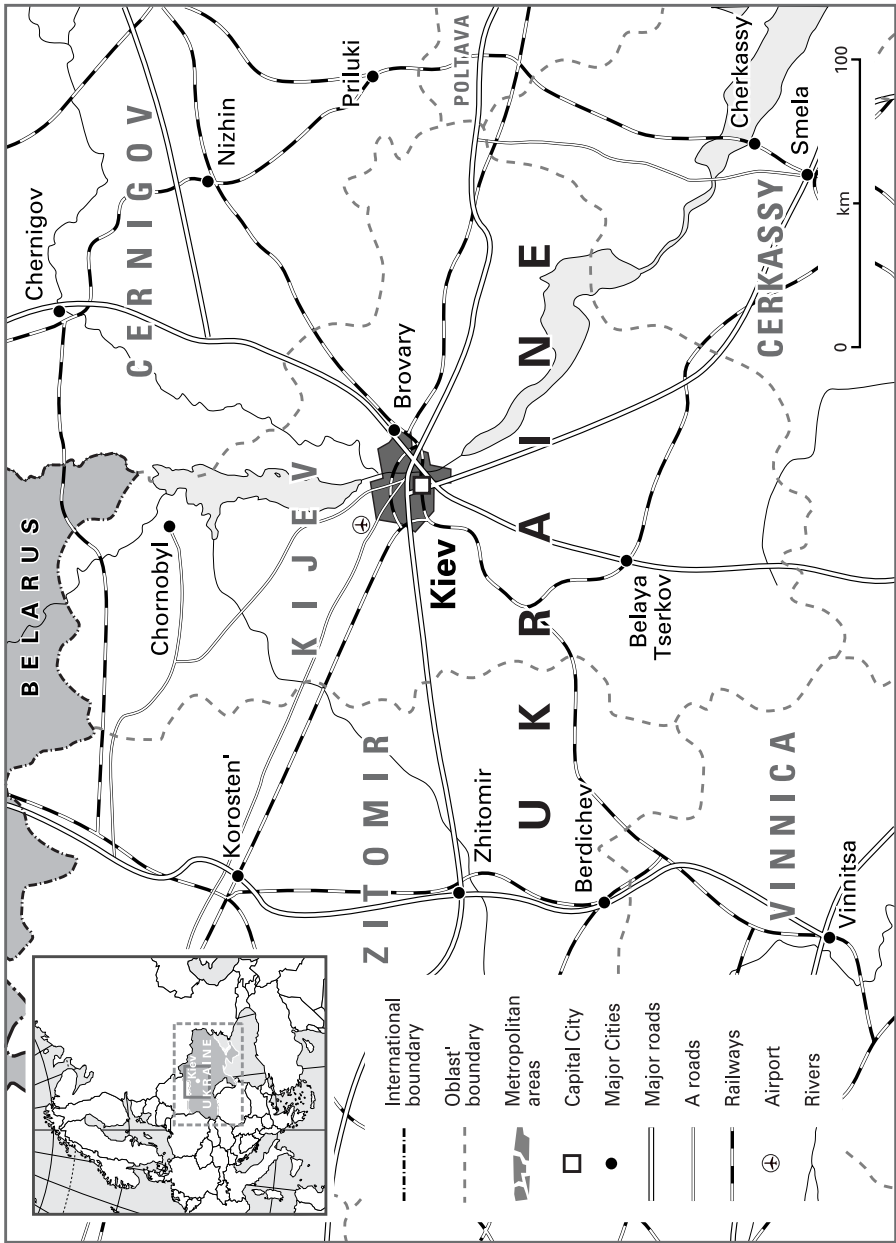 BELARUS
Chernigov
CERNIGOV
Chornobyl
Nizhin
Kiev
UKRAINE
Korosten'
KIJEV
Priluki
ZITOMIR
Brovary
Kiev
POLTAVA
Zhitomir
UKRAINE
Berdichev
Belaya
Tserkov
Cherkassy
CERKASSY
VINNICA
Smela
Vinnitsa
0 km 100
International
boundary
Oblast'
boundary
Metropolitan
areas
Capital City
Major Cities
Major roads
A roads
Railways
Airport
Rivers